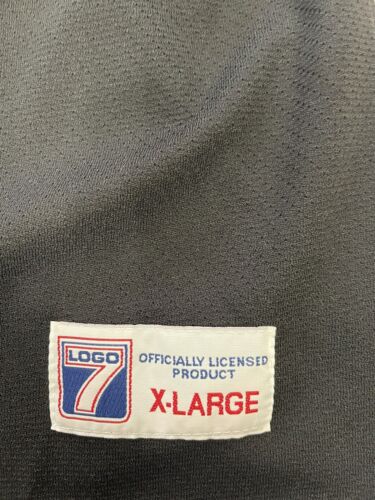 LOGO
7
OFFICIALLY LICENSED
PRODUCT
X-LARGE